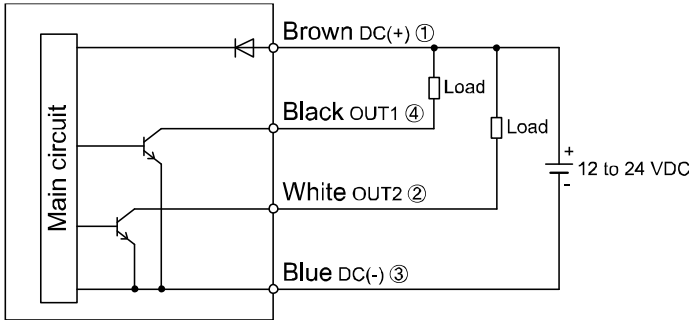 Main circuit
Brown DC(+) ①
Load
Black OUT1 ④
Load
White OUT2 ②
+
12 to 24 VDC
-
Blue DC(-) ③